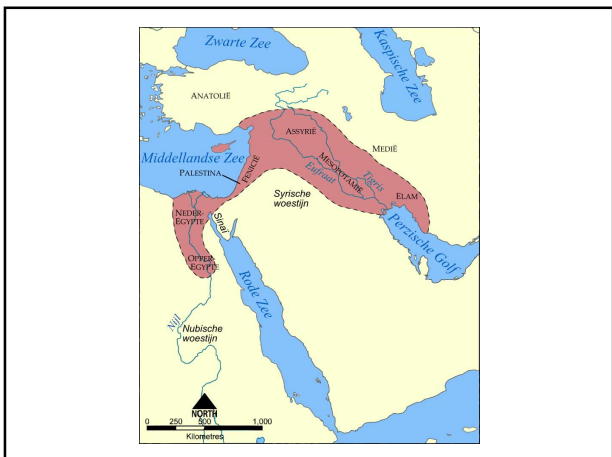 Zwarte Zee
Kaspische Zee
ANATOLIË
ASSYRIË
MEDIË
Middellandse Zee
MESOPOTAMIË
Tigris
PALESTINA
FENICIË
Eufraat
ELAM
Syrische
woestijn
NEDER-
EGYPTE
Sinaï
Perzische Golf
OPPER-
EGYPTE
Rode Zee
Nijl
Nubische
woestijn
NORTH
0 250 500 1.000
Kilometres